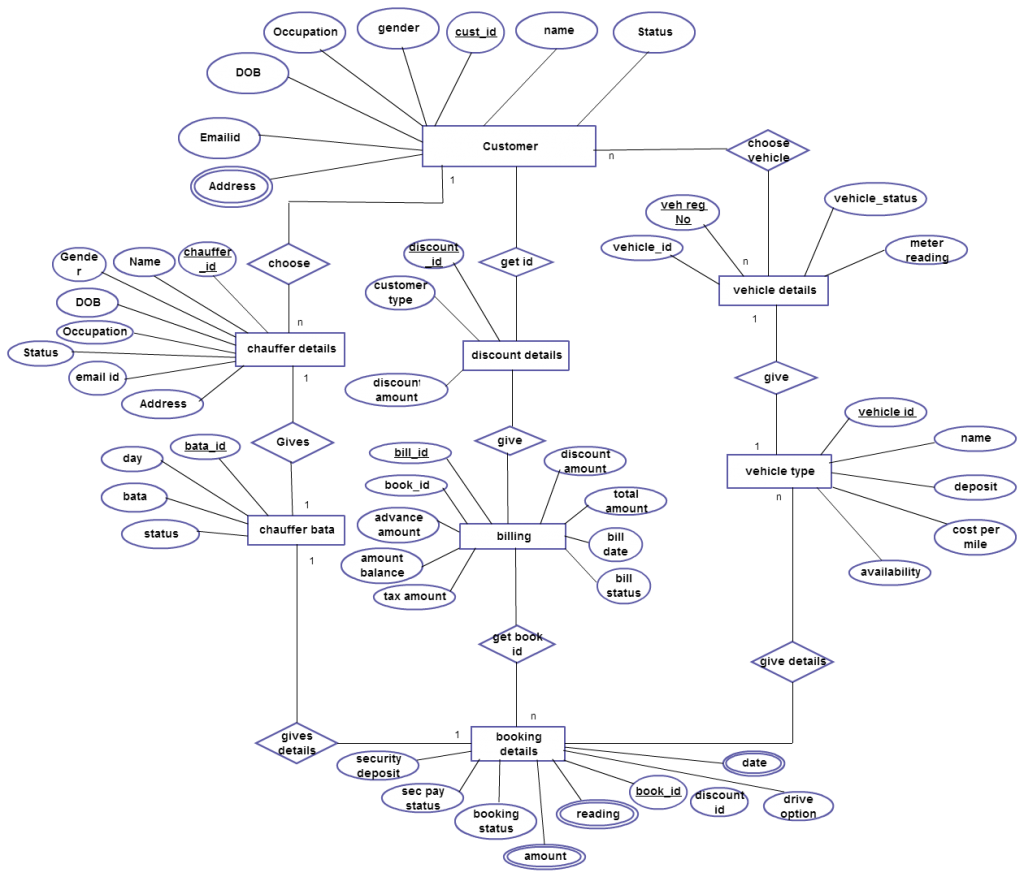 Occupation
gender
cust_id
name
Status
DOB
Emailid
Address
Customer
n
1
choose
vehicle
veh reg
No
vehicle_status
vehicle_id
meter
reading
n
vehicle details
1
Gende
r
Name
chauffer
_id
choose
discount
_id
get id
DOB
customer
type
Occupation
n
Status
chauffer details
discount details
email id
1
give
discount
amount
Address
vehicle id
bata_id
Gives
bill_id
give
discount
amount
1
name
day
vehicle type
book_id
n
deposit
bata
total
amount
1
advance
amount
status
chauffer bata
billing
cost per
mile
bill
date
1
amount
balance
availability
bill
status
tax amount
get book
id
give details
n
gives
details
1
booking
details
security
deposit
date
sec pay
status
book_id
discount
id
drive
option
booking
status
reading
amount